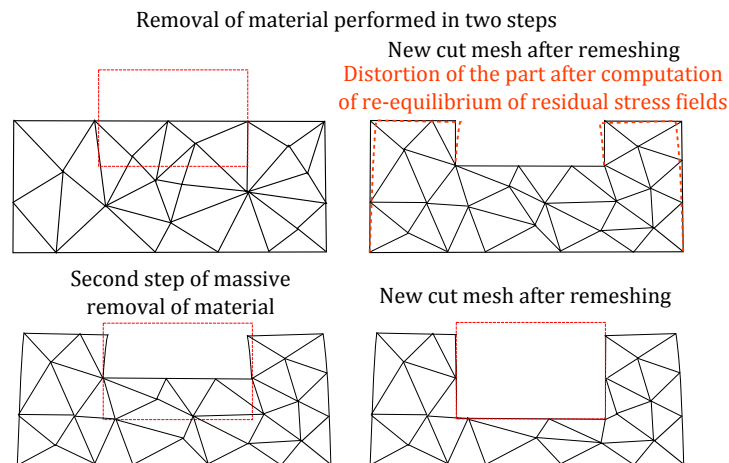 Removal of material performed in two steps
New cut mesh after remeshing
Distortion of the part after computation
of re-equilibrium of residual stress fields
Second step of massive
removal of material
New cut mesh after remeshing